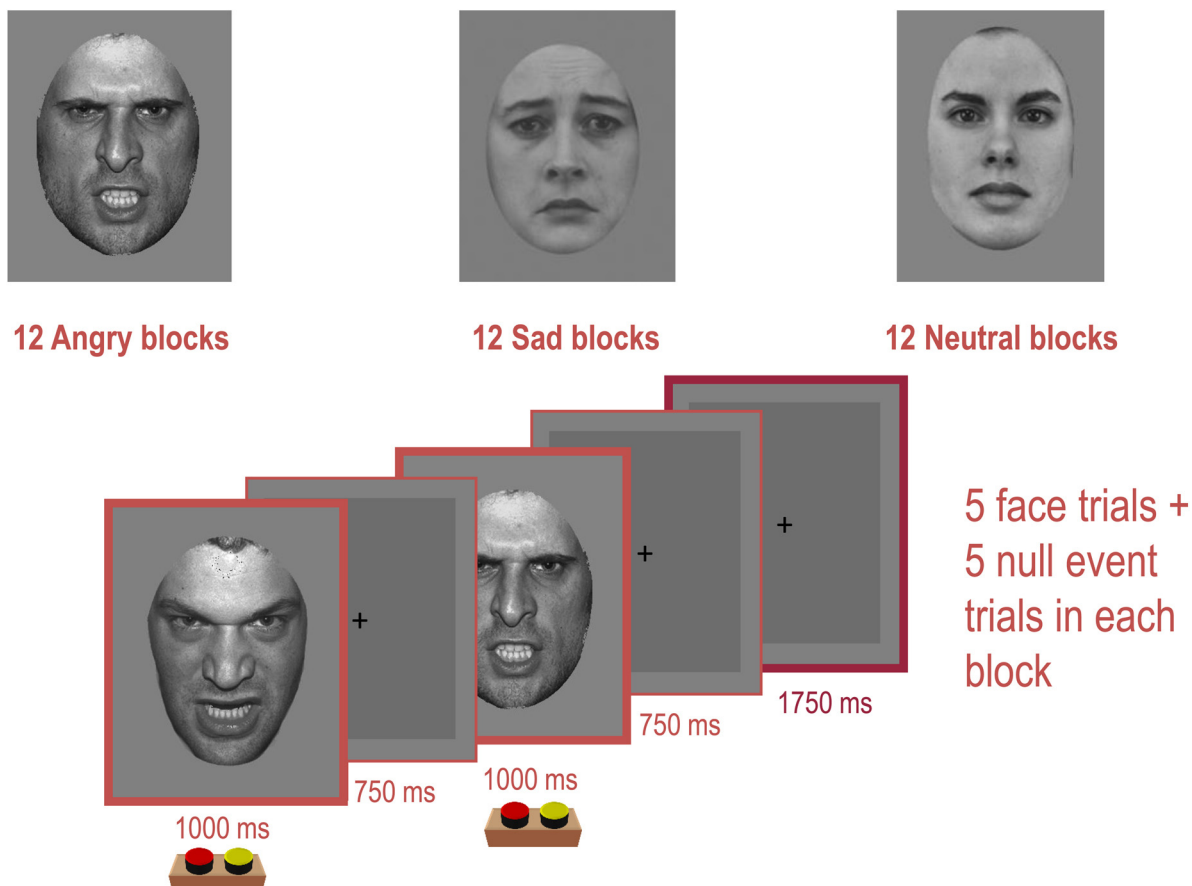 12 Angry blocks
12 Sad blocks
12 Neutral blocks
5 face trials +
5 null event
trials in each
block
1750 ms
750 ms
1000 ms
750 ms
1000 ms